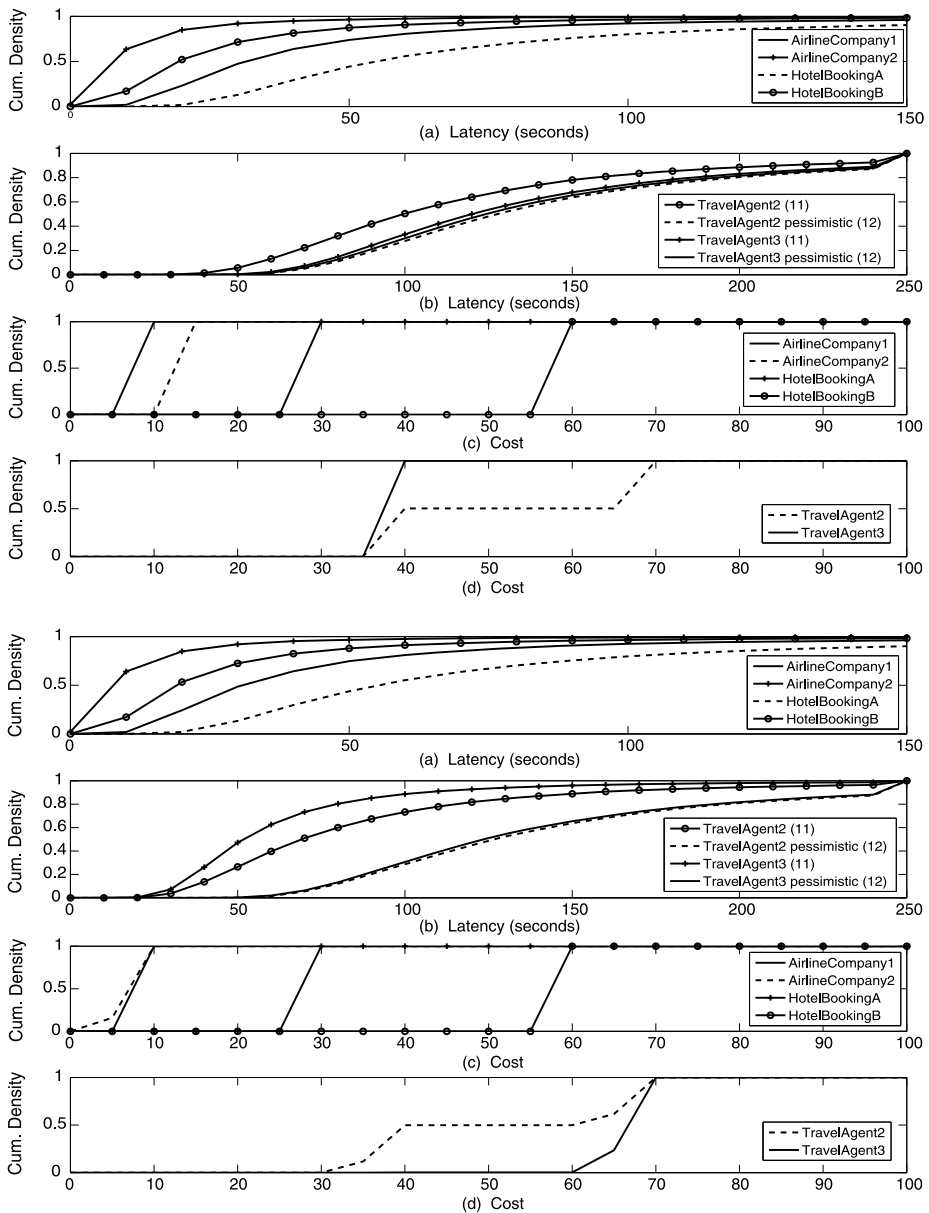 Cum. Density
1
0.5
0
0
50
100
150
(a) Latency (seconds)
AirlineCompany1
AirlineCompany2
HotelBookingA
HotelBookingB
Cum. Density
1
0.8
0.6
0.4
0.2
0
0
50
100
150
200
250
(b) Latency (seconds)
TravelAgent2 (11)
TravelAgent2 pessimistic (12)
TravelAgent3 (11)
TravelAgent3 pessimistic (12)
Cum. Density
1
0.5
0
0
10
20
30
40
50
60
70
80
90
100
(c) Cost
AirlineCompany1
AirlineCompany2
HotelBookingA
HotelBookingB
Cum. Density
1
0.5
0
0
10
20
30
40
50
60
70
80
90
100
(d) Cost
TravelAgent2
TravelAgent3
Cum. Density
1
0.5
0
0
50
100
150
(a) Latency (seconds)
AirlineCompany1
AirlineCompany2
HotelBookingA
HotelBookingB
Cum. Density
1
0.8
0.6
0.4
0.2
0
0
50
100
150
200
250
(b) Latency (seconds)
TravelAgent2 (11)
TravelAgent2 pessimistic (12)
TravelAgent3 (11)
TravelAgent3 pessimistic (12)
Cum. Density
1
0.5
0
0
10
20
30
40
50
60
70
80
90
100
(c) Cost
AirlineCompany1
AirlineCompany2
HotelBookingA
HotelBookingB
Cum. Density
1
0.5
0
0
10
20
30
40
50
60
70
80
90
100
(d) Cost
TravelAgent2
TravelAgent3